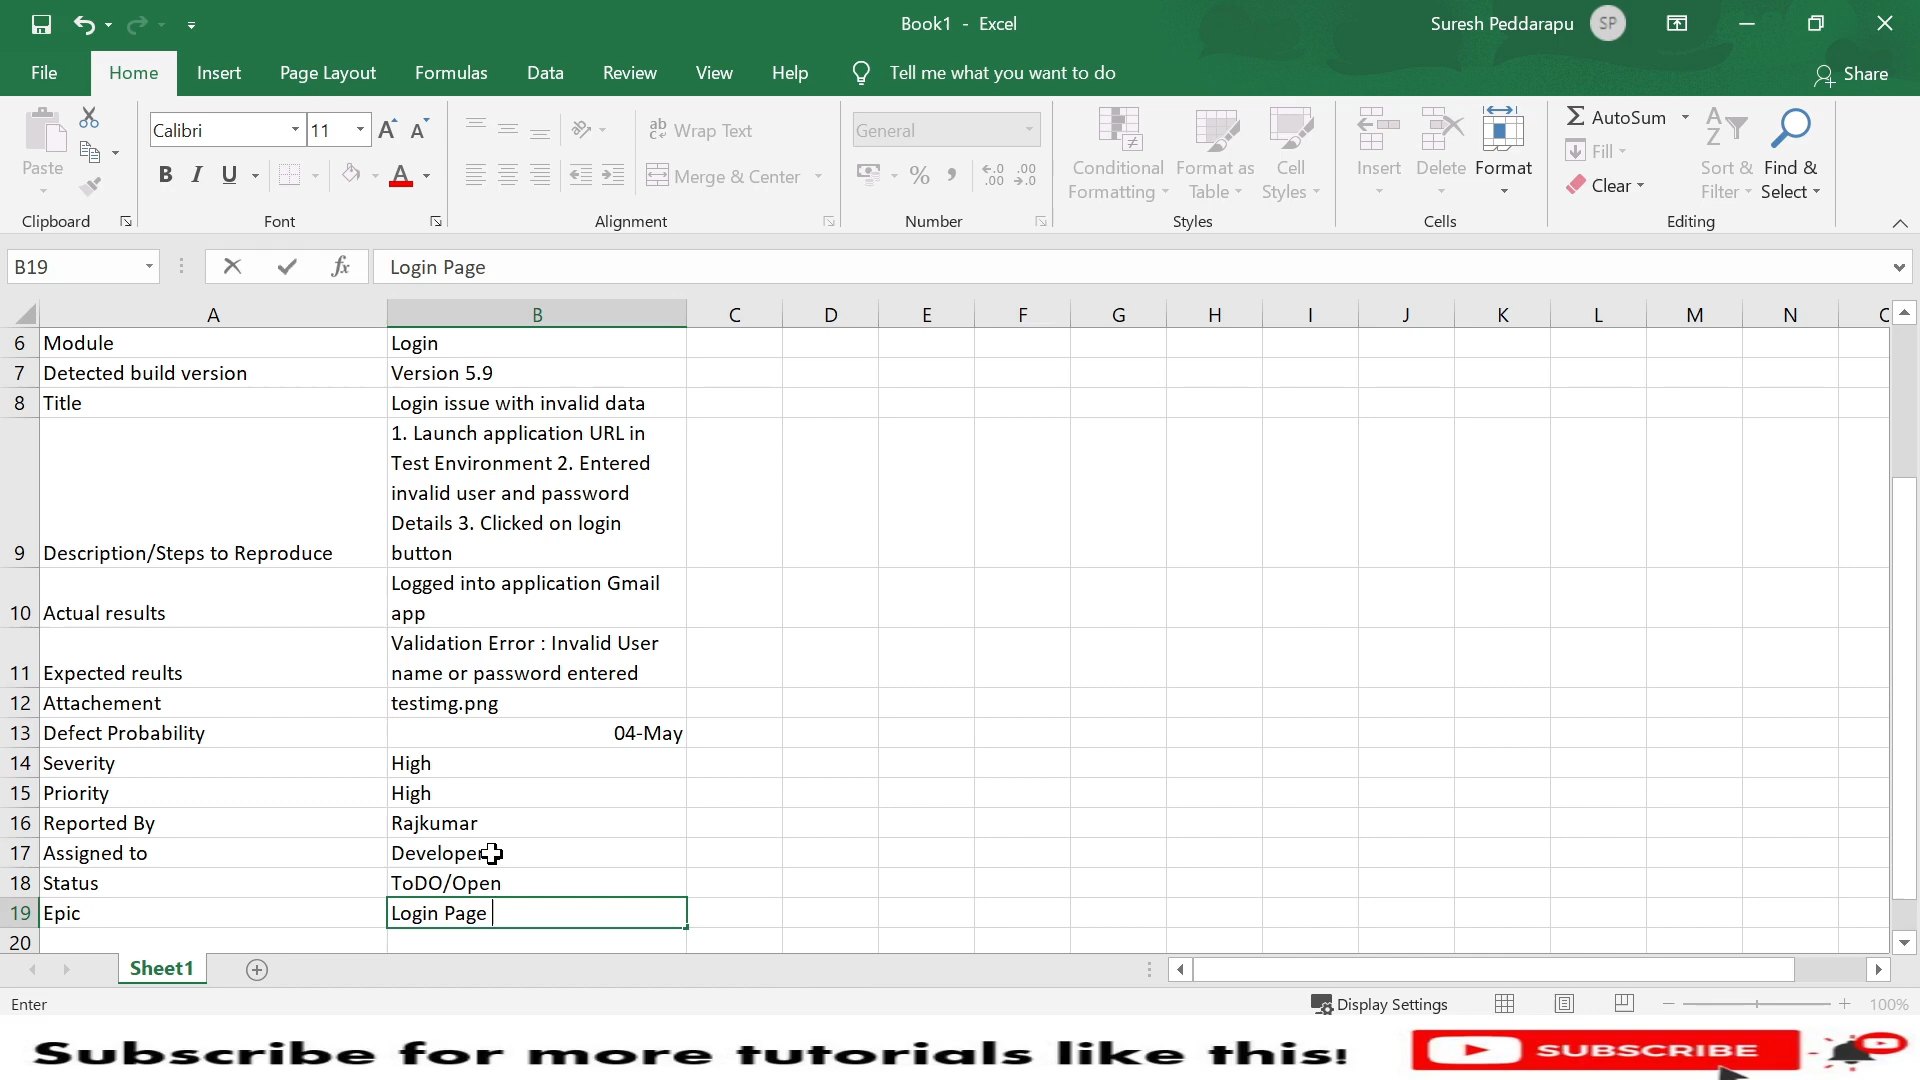 Book1 - Excel
Suresh Peddarapu SP
File Home Insert Page Layout Formulas Data Review View Help Tell me what you want to do Share
Paste
Calibri 11 A A
B I U A
ab Wrap Text
Merge & Center
General
% , .00 .00
Conditional Formatting
Format as Table
Cell Styles
Insert Delete Format
AutoSum
Fill
Clear
Sort & Filter
Find & Select
Clipboard Font Alignment Number Styles Cells Editing
B19 fx Login Page
A B C D E F G H I J K L M N
6 Module Login
7 Detected build version Version 5.9
8 Title Login issue with invalid data
1. Launch application URL in
Test Environment 2. Entered
invalid user and password
Details 3. Clicked on login
9 Description/Steps to Reproduce button
Logged into application Gmail
10 Actual results app
Validation Error : Invalid User
11 Expected reults name or password entered
12 Attachement testimg.png
13 Defect Probability 04-May
14 Severity High
15 Priority High
16 Reported By Rajkumar
17 Assigned to Developer
18 Status ToDO/Open
19 Epic Login Page
20
Sheet1
Enter Display Settings 100%
Subscribe for more tutorials like this! SUBSCRIBE